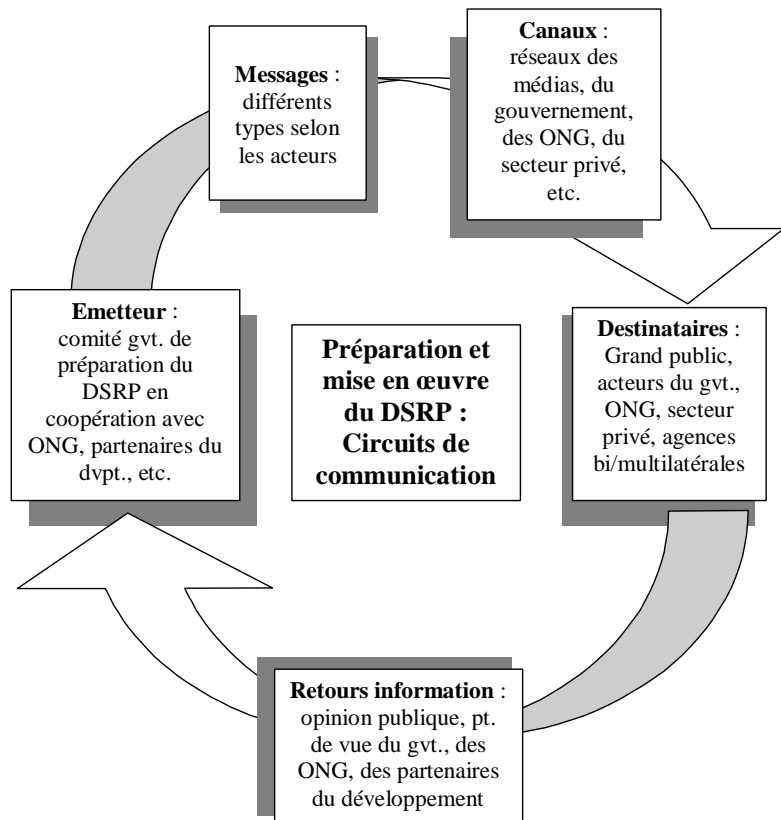 Canaux :
réseaux des
médias, du
gouvernement,
des ONG, du
secteur privé,
etc.
Messages :
différents
types selon
les acteurs
Emetteur :
comité gvt. de
préparation du
DSRP en
coopération avec
ONG, partenaires du
dvpt., etc.
Préparation et
mise en œuvre
du DSRP :
Circuits de
communication
Destinataires :
Grand public,
acteurs du gvt.,
ONG, secteur
privé, agences
bi/multilatérales
Retours information :
opinion publique, pt.
de vue du gvt., des
ONG, des partenaires
du développement